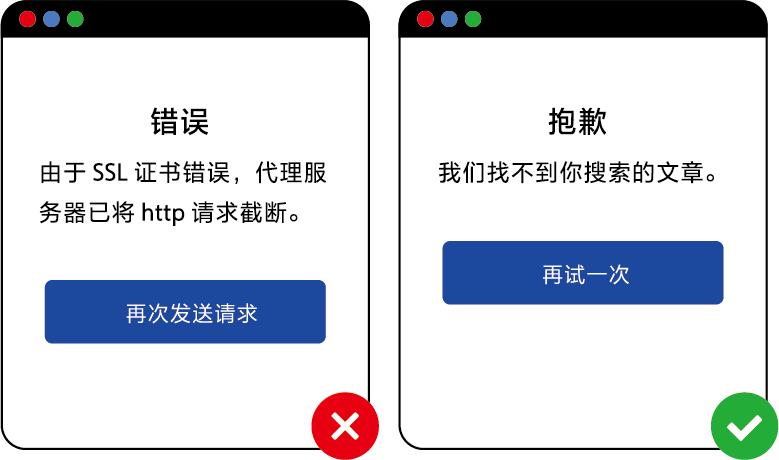 错误
由于 SSL 证书错误，代理服
务器已将 http 请求截断。
再次发送请求
抱歉
我们找不到你搜索的文章。
再试一次